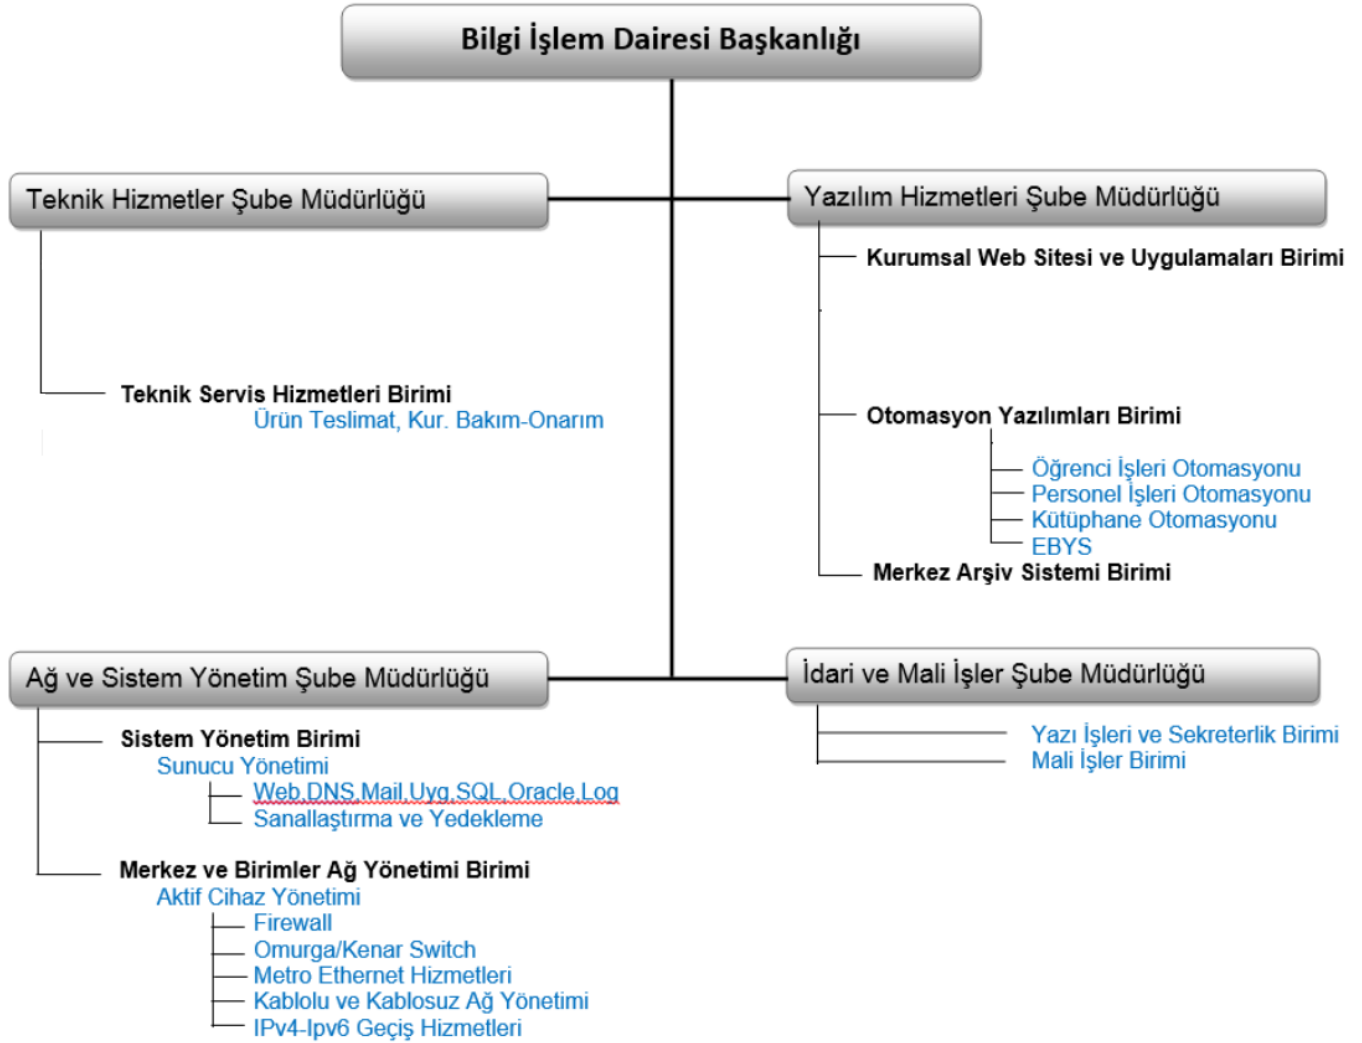 Bilgi İşlem Dairesi Başkanlığı
Teknik Hizmetler Şube Müdürlüğü
Teknik Servis Hizmetleri Birimi
Ürün Teslimat, Kur. Bakım-Onarım
Yazılım Hizmetleri Şube Müdürlüğü
Kurumsal Web Sitesi ve Uygulamaları Birimi
Otomasyon Yazılımları Birimi
Öğrenci İşleri Otomasyonu
Personel İşleri Otomasyonu
Kütüphane Otomasyonu
EBYS
Merkez Arşiv Sistemi Birimi
Ağ ve Sistem Yönetim Şube Müdürlüğü
Sistem Yönetim Birimi
Sunucu Yönetimi
Web,DNS,Mail,Uyg,SQL,Oracle,Log
Sanallaştırma ve Yedekleme
Merkez ve Birimler Ağ Yönetimi Birimi
Aktif Cihaz Yönetimi
Firewall
Omurga/Kenar Switch
Metro Ethernet Hizmetleri
Kablolu ve Kablosuz Ağ Yönetimi
IPv4-Ipv6 Geçiş Hizmetleri
İdari ve Mali İşler Şube Müdürlüğü
Yazı İşleri ve Sekreterlik Birimi
Mali İşler Birimi